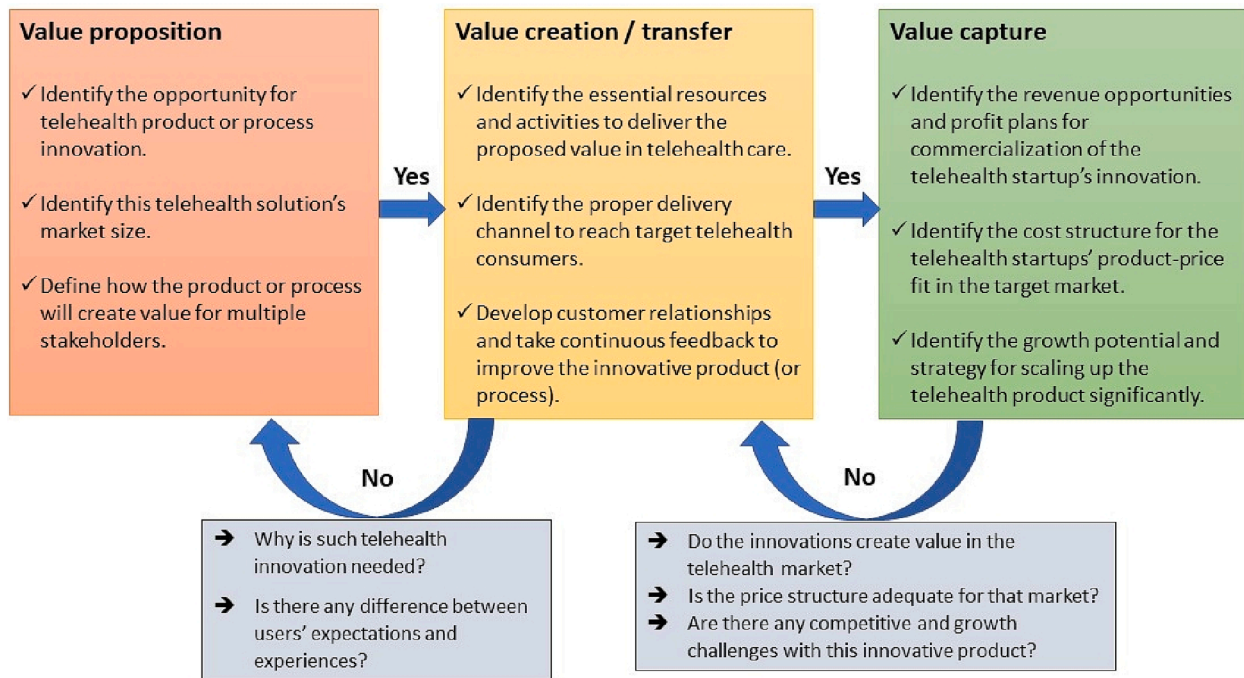 Value proposition
✓ Identify the opportunity for
telehealth product or process
innovation.
✓ Identify this telehealth solution's
market size.
✓ Define how the product or process
will create value for multiple
stakeholders.
Yes
Value creation / transfer
✓ Identify the essential resources
and activities to deliver the
proposed value in telehealth care.
✓ Identify the proper delivery
channel to reach target telehealth
consumers.
✓ Develop customer relationships
and take continuous feedback to
improve the innovative product (or
process).
Yes
Value capture
✓ Identify the revenue opportunities
and profit plans for
commercialization of the
telehealth startup's innovation.
✓ Identify the cost structure for the
telehealth startups' product-price
fit in the target market.
✓ Identify the growth potential and
strategy for scaling up the
telehealth product significantly.
No
➔ Why is such telehealth
innovation needed?
➔ Is there any difference between
users' expectations and
experiences?
No
➔ Do the innovations create value in the
telehealth market?
➔ Is the price structure adequate for that market?
➔ Are there any competitive and growth
challenges with this innovative product?